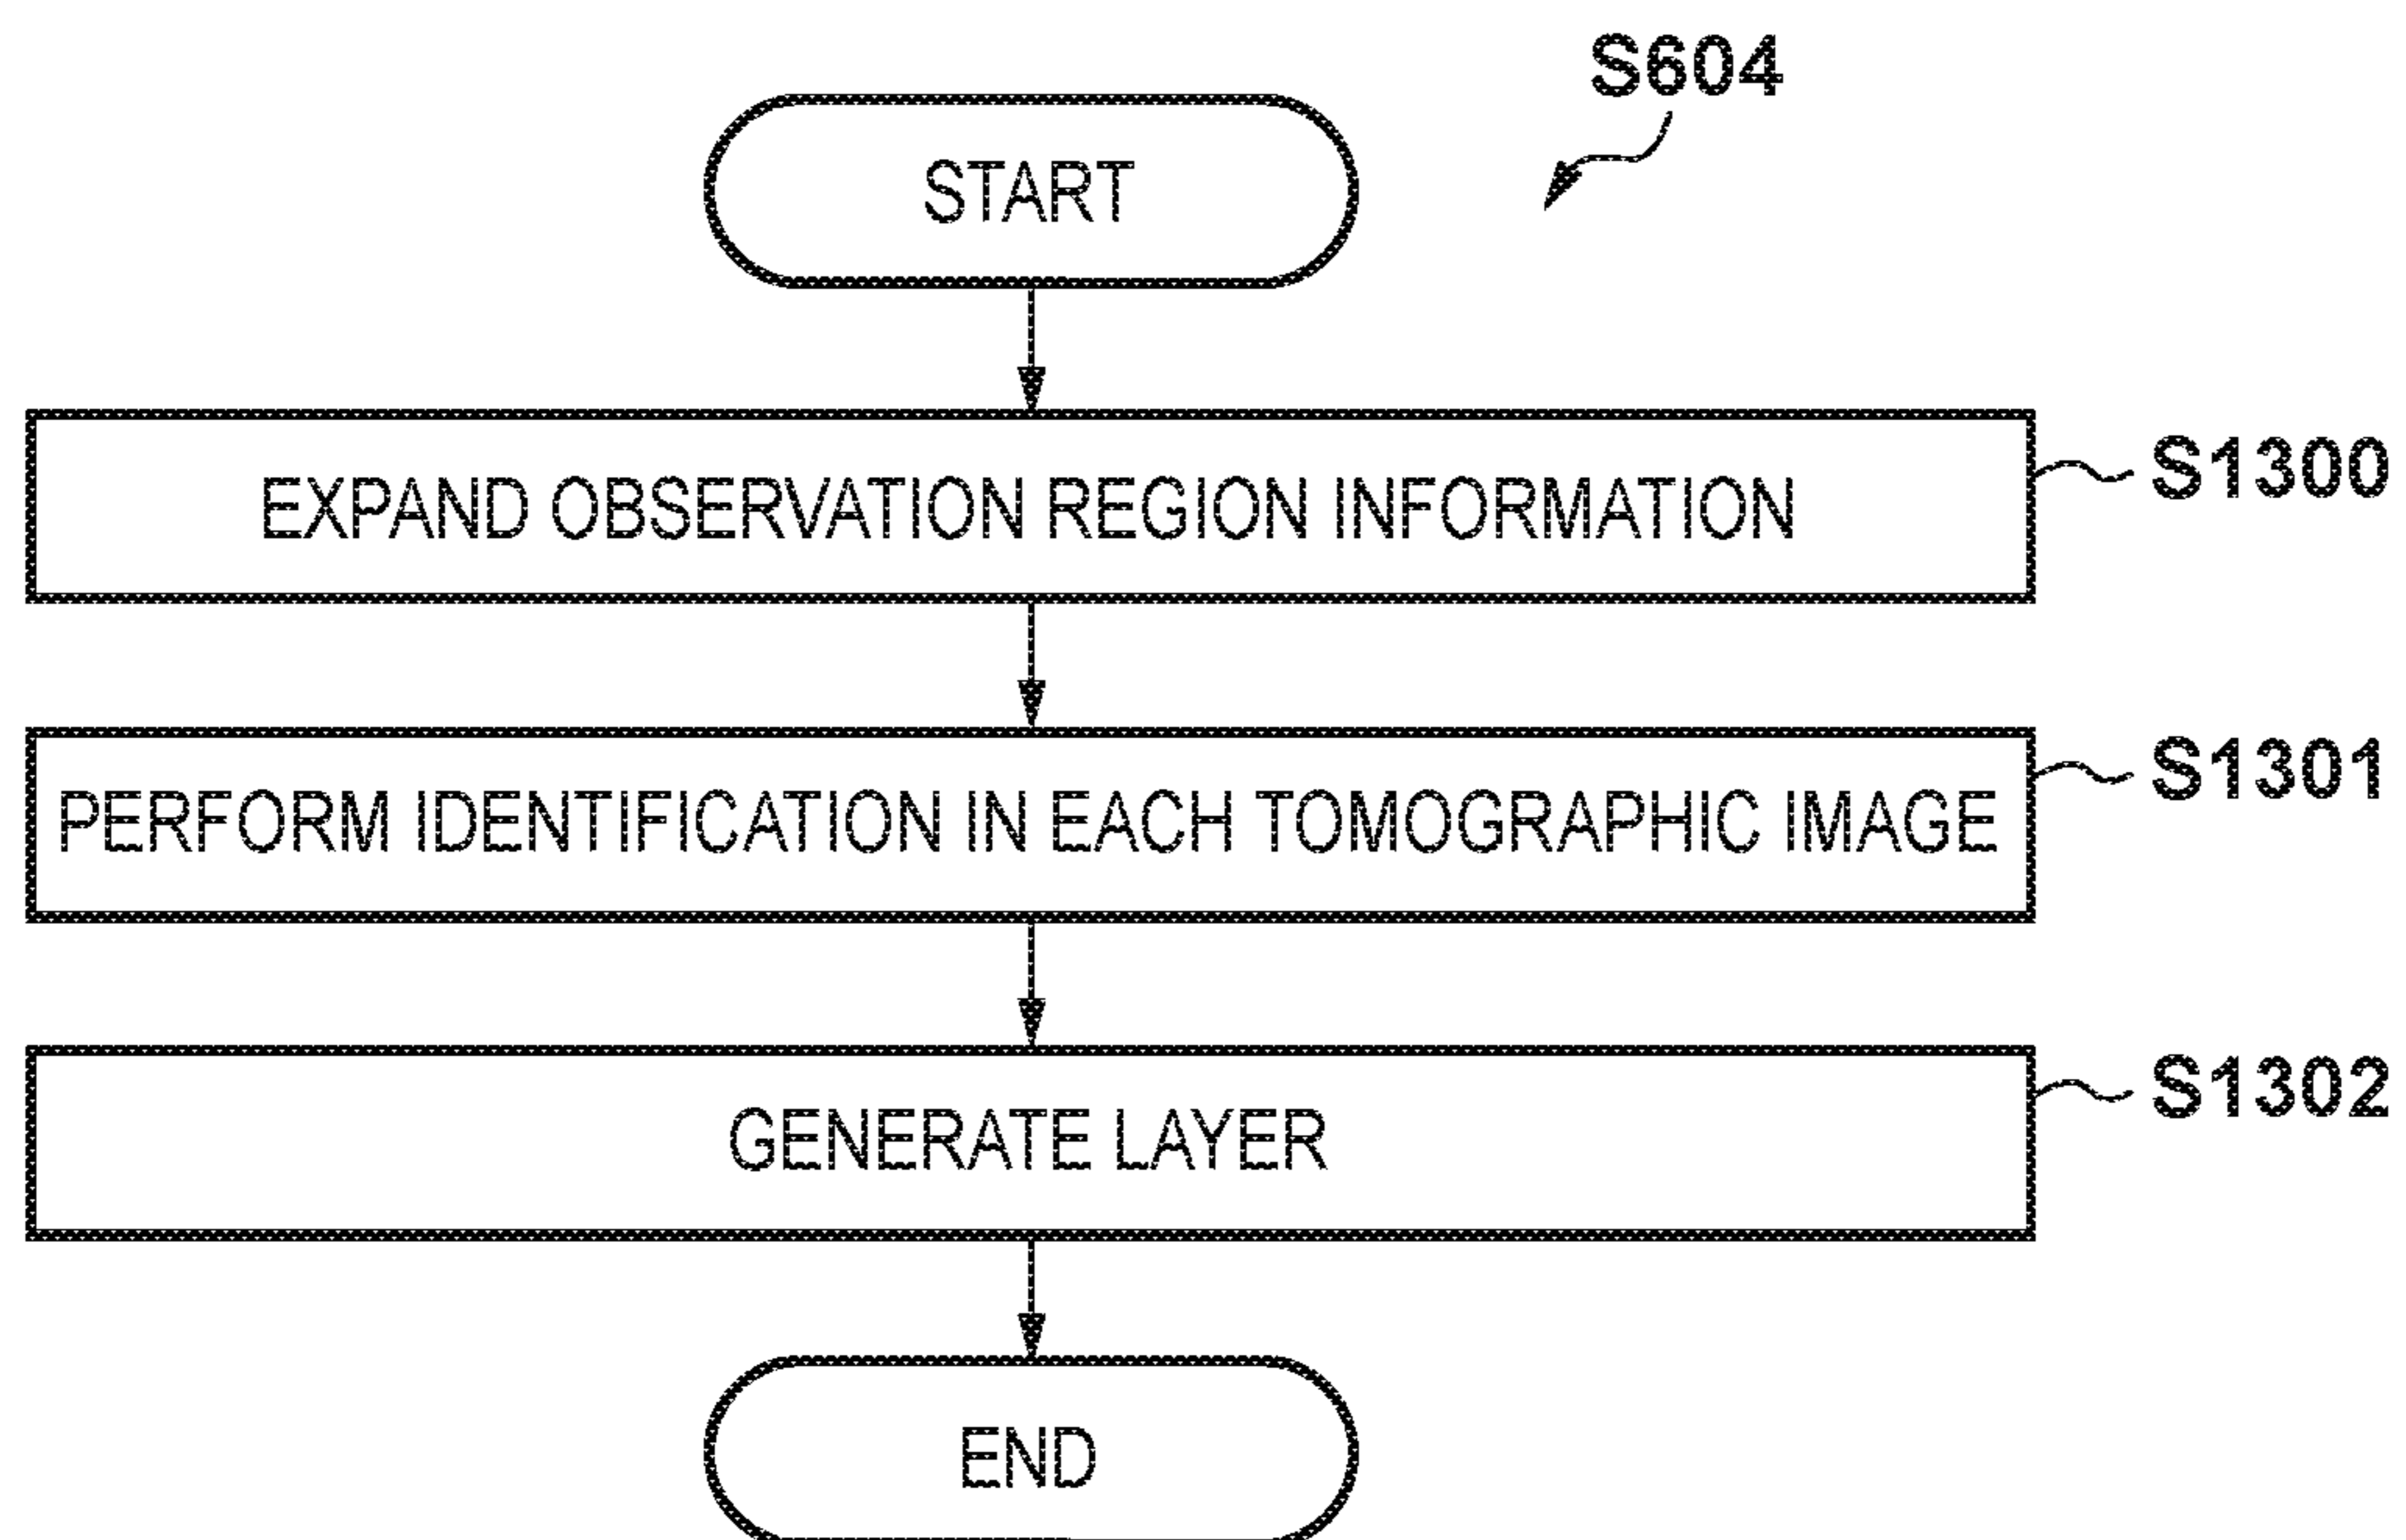 S604
START
EXPAND OBSERVATION REGION INFORMATION
S1300
PERFORM IDENTIFICATION IN EACH TOMOGRAPHIC IMAGE
S1301
GENERATE LAYER
S1302
END